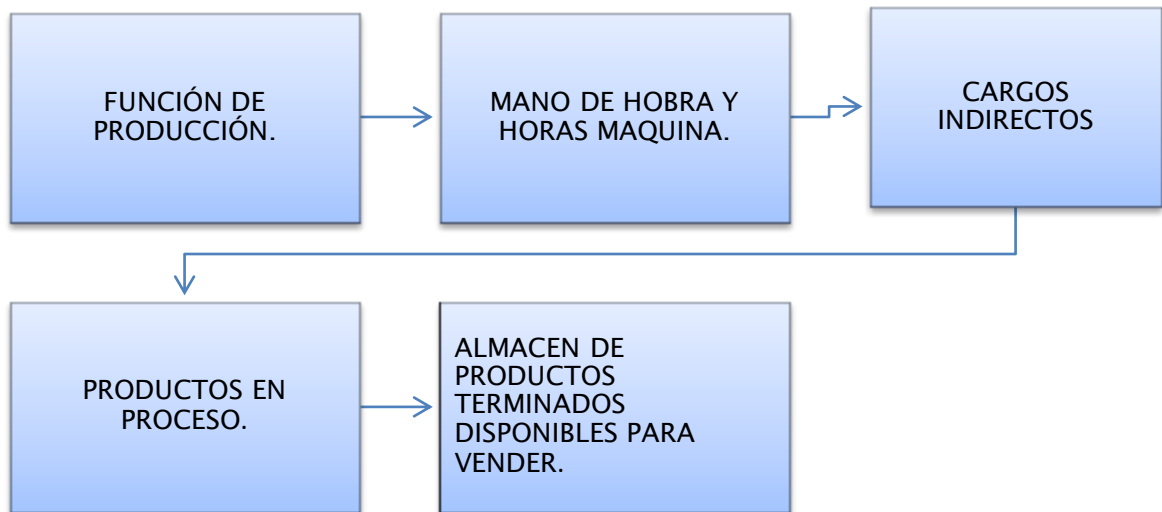 FUNCIÓN DE
PRODUCCIÓN.
MANO DE HOBRA Y
HORAS MAQUINA.
CARGOS
INDIRECTOS
PRODUCTOS EN
PROCESO.
ALMACEN DE
PRODUCTOS
TERMINADOS
DISPONIBLES PARA
VENDER.